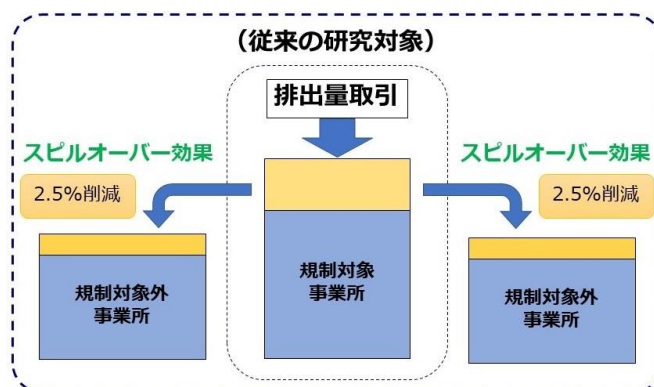 （従来の研究対象）
排出量取引
スピルオーバー効果
2.5%削減
規制対象外
事業所
規制対象
事業所
スピルオーバー効果
2.5%削減
規制対象外
事業所